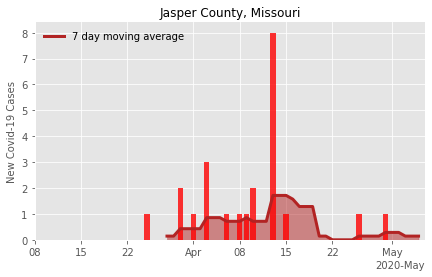 Jasper County, Missouri
7 day moving average
New Covid-19 Cases
8
7
6
5
4
3
2
1
0
08 15 22 Apr 08 15 22 May
2020-May